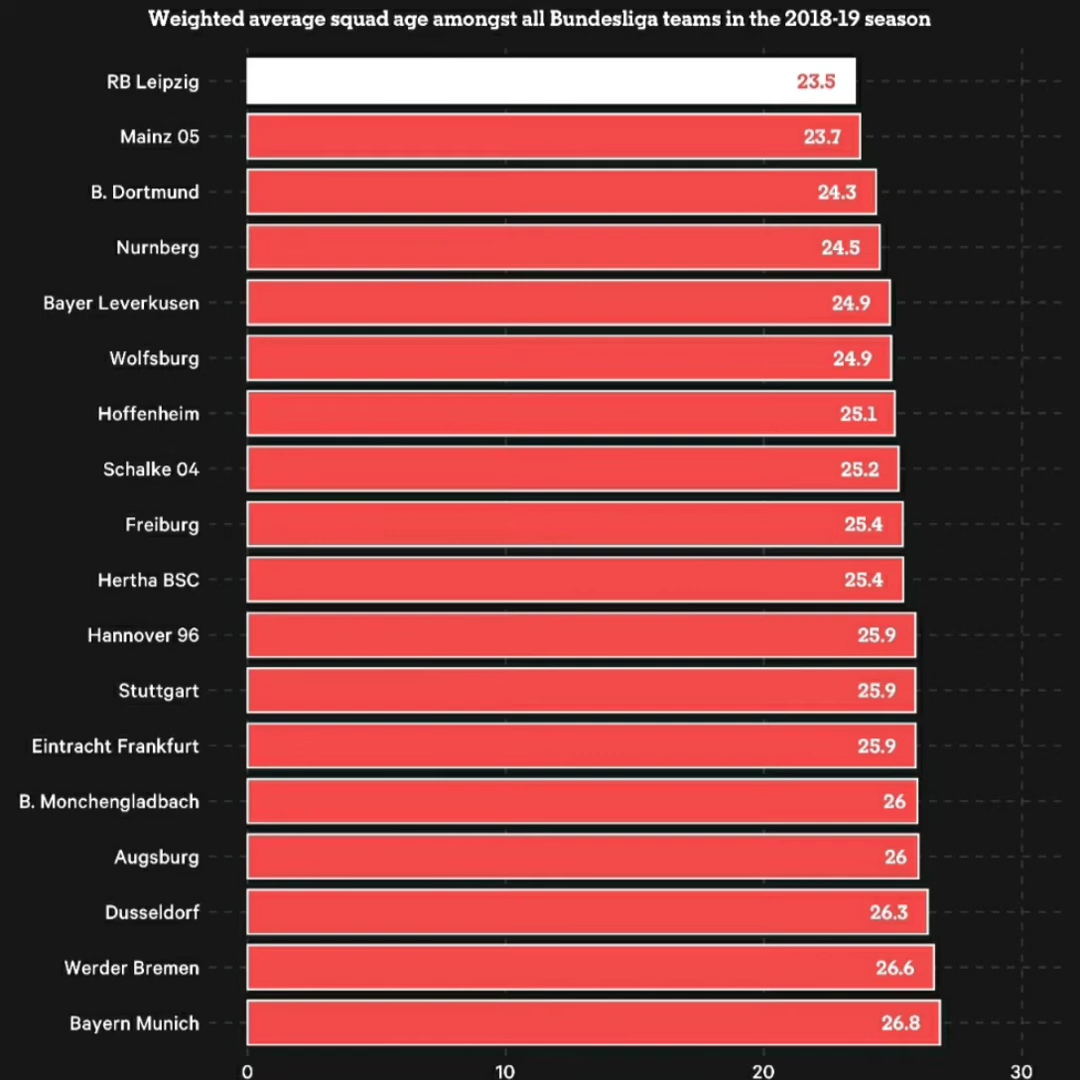 Weighted average squad age amongst all Bundesliga teams in the 2018-19 season
RB Leipzig 23.5
Mainz 05 23.7
B. Dortmund 24.3
Nurnberg 24.5
Bayer Leverkusen 24.9
Wolfsburg 24.9
Hoffenheim 25.1
Schalke 04 25.2
Freiburg 25.4
Hertha BSC 25.4
Hannover 96 25.9
Stuttgart 25.9
Eintracht Frankfurt 25.9
B. Monchengladbach 26
Augsburg 26
Dusseldorf 26.3
Werder Bremen 26.6
Bayern Munich 26.8
0 10 20 30